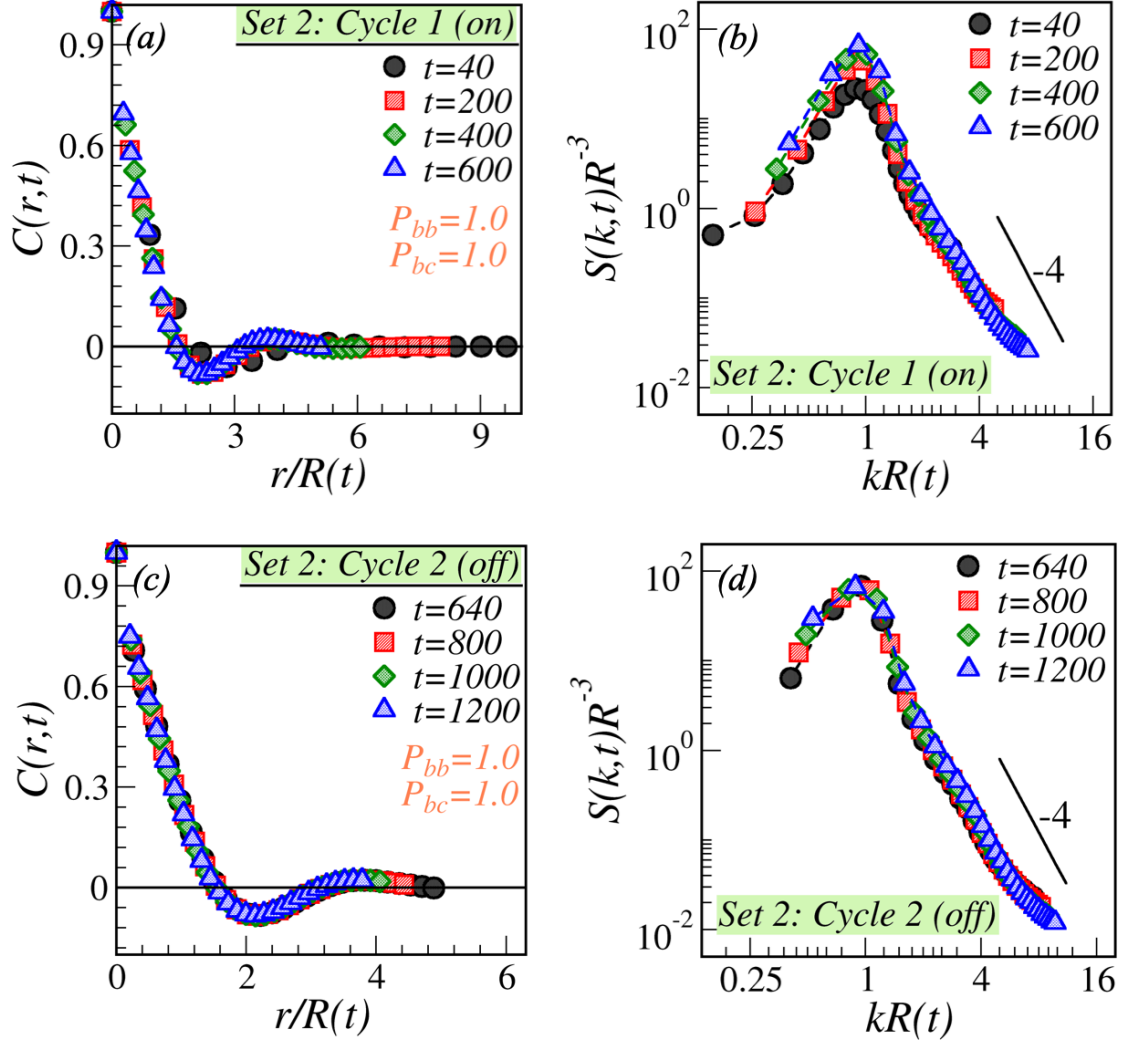 (a)
Set 2: Cycle 1 (on)
t=40
t=200
t=400
t=600
P_bb=1.0
P_bc=1.0
0.9
0.6
0.3
0
C(r,t)
0 3 6 9
r/R(t)
(b)
t=40
t=200
t=400
t=600
-4
Set 2: Cycle 1 (on)
10^2
10^0
10^-2
S(k,t)R^-3
0.25 1 4 16
kR(t)
(c)
Set 2: Cycle 2 (off)
t=640
t=800
t=1000
t=1200
P_bb=1.0
P_bc=1.0
0.9
0.6
0.3
0
C(r,t)
0 2 4 6
r/R(t)
(d)
t=640
t=800
t=1000
t=1200
-4
Set 2: Cycle 2 (off)
10^2
10^0
10^-2
S(k,t)R^-3
0.25 1 4 16
kR(t)